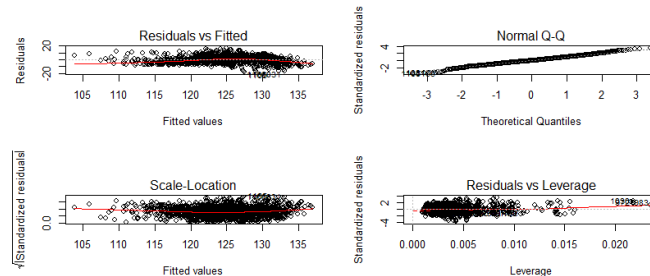 Residuals vs Fitted
Residuals
20
0
-20
105 110 115 120 125 130 135
Fitted values
Normal Q-Q
Standardized residuals
4
-2
-3 -2 -1 0 1 2 3
Theoretical Quantiles
Scale-Location
√|Standardized residuals|
0.0
105 110 115 120 125 130 135
Fitted values
Residuals vs Leverage
Standardized residuals
2
-4
0.000 0.005 0.010 0.015 0.020
Leverage